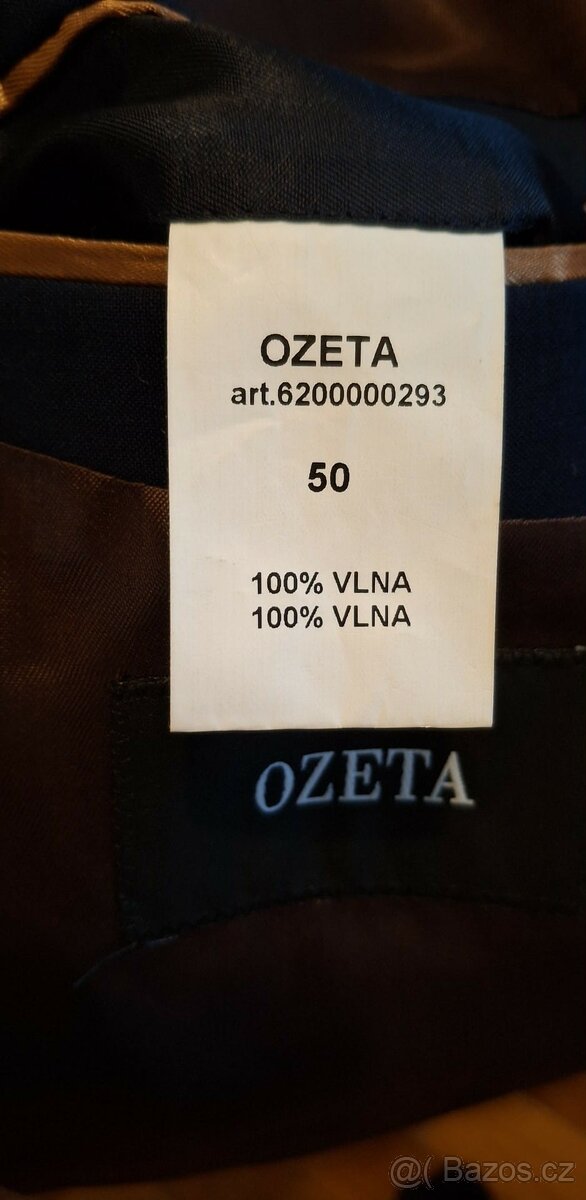 OZETA
art.6200000293
50
100% VLNA
100% VLNA
OZETA
@( Bazos.cz